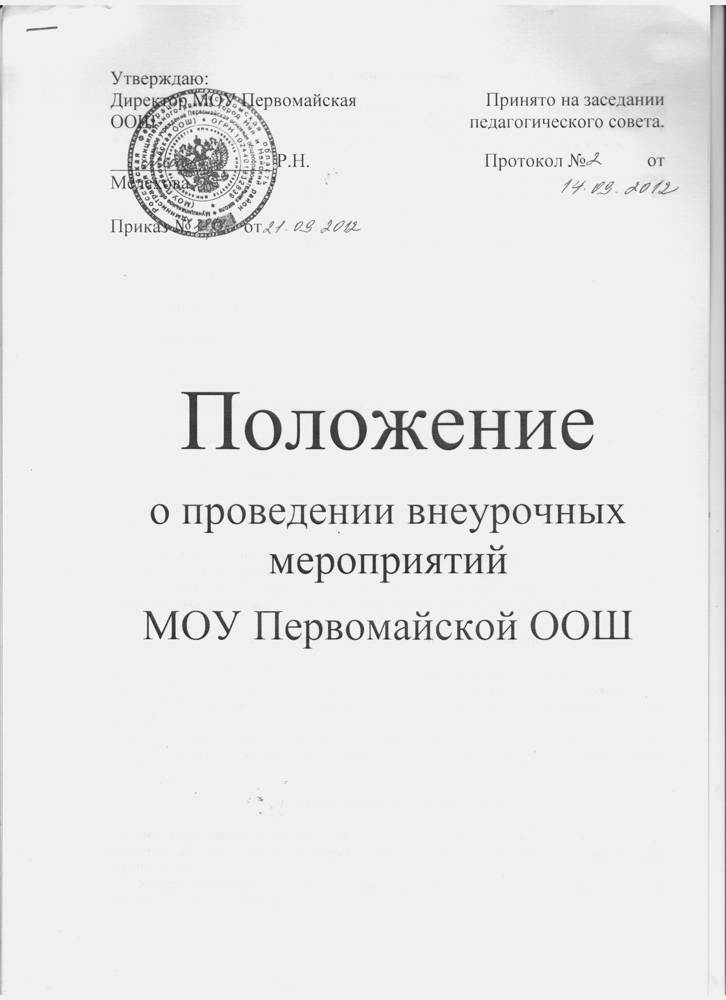 Утверждаю:
Директор МОУ Первомайская
ООШ
Р.Н.
Мелехова
Приказ № от 21.09.2012
Принято на заседании
педагогического совета.
Протокол №2 от
14.09.2012
Российская Федерация Костромская область
Администрация муниципального района город Нея и Нейский район
Муниципальное общеобразовательное учреждение Первомайская основная общеобразовательная школа
(МОУ Первомайская ООШ) * ОГРН 1024401832839 *
Положение
о проведении внеурочных
мероприятий
МОУ Первомайской ООШ